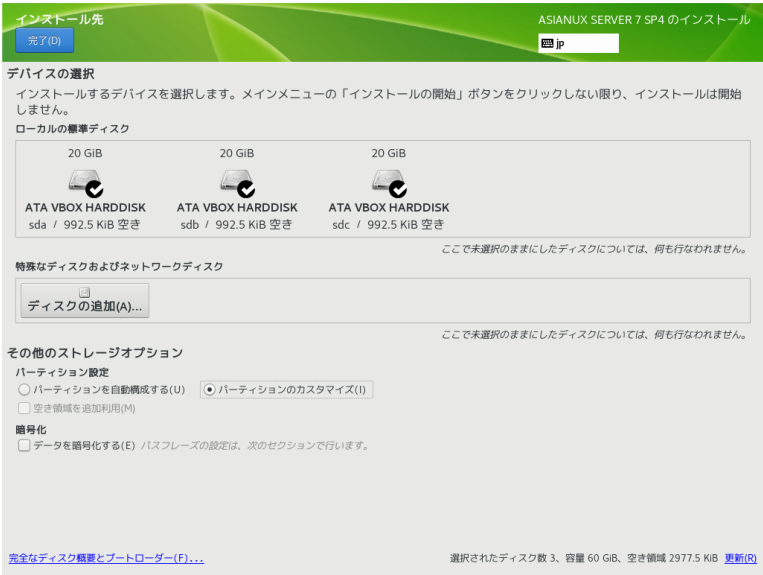 インストール先
ASIANUX SERVER 7 SP4 のインストール
完了(D)
jp
デバイスの選択
インストールするデバイスを選択します。メインメニューの「インストールの開始」ボタンをクリックしない限り、インストールは開始
しません。
ローカルの標準ディスク
20 GiB 20 GiB 20 GiB
ATA VBOX HARDDISK ATA VBOX HARDDISK ATA VBOX HARDDISK
sda / 992.5 KiB 空き sdb / 992.5 KiB 空き sdc / 992.5 KiB 空き
ここで未選択のままにしたディスクについては、何も行なわれません。
特殊なディスクおよびネットワークディスク
ディスクの追加(A)...
ここで未選択のままにしたディスクについては、何も行なわれません。
その他のストレージオプション
パーティション設定
パーティションを自動構成する(U) パーティションのカスタマイズ(I)
空き領域を追加利用(M)
暗号化
データを暗号化する(E) パスフレーズの設定は、次のセクションで行います。
完全なディスク概要とブートローダー(F)... 選択されたディスク数 3、容量 60 GiB、空き領域 2977.5 KiB 更新(R)